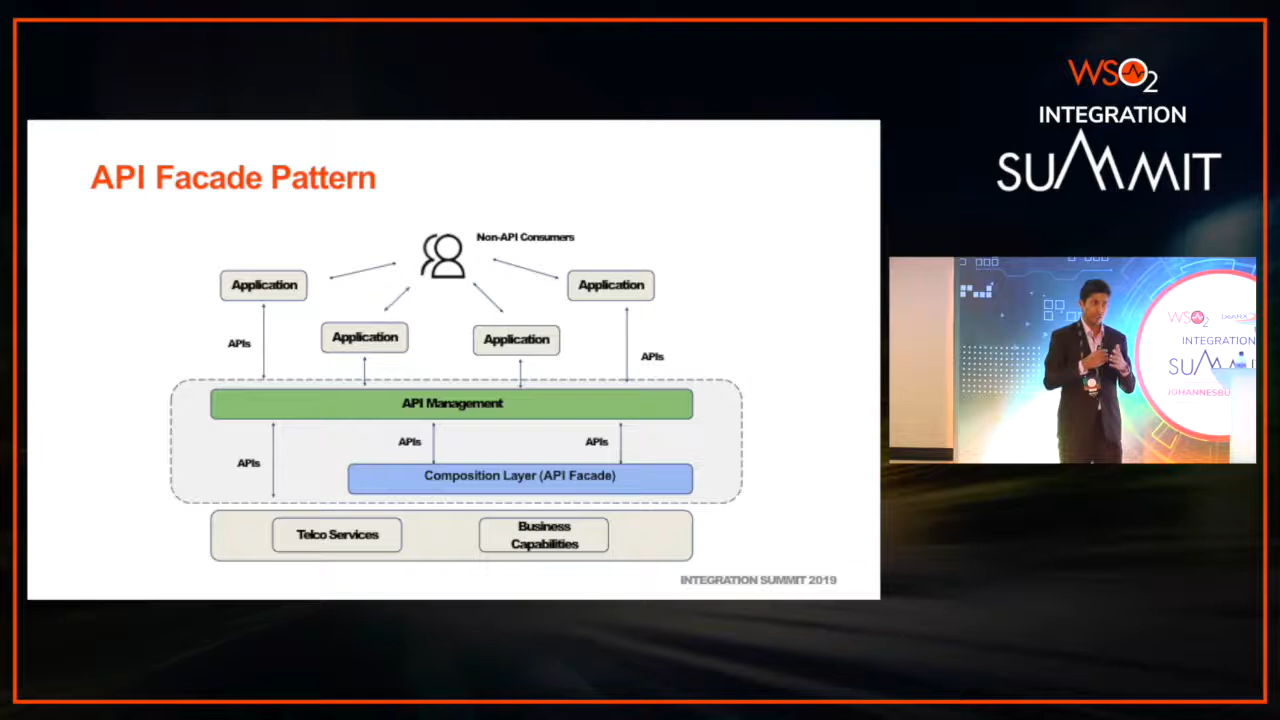 WSO2
INTEGRATION
SUMMIT
API Facade Pattern
Non-API Consumers
Application
Application
Application
Application
APIs
APIs
API Management
APIs
APIs
APIs
Composition Layer (API Facade)
Telco Services
Business
Capabilities
INTEGRATION SUMMIT 2019
WSO2
INTEGRATION
SUMMIT